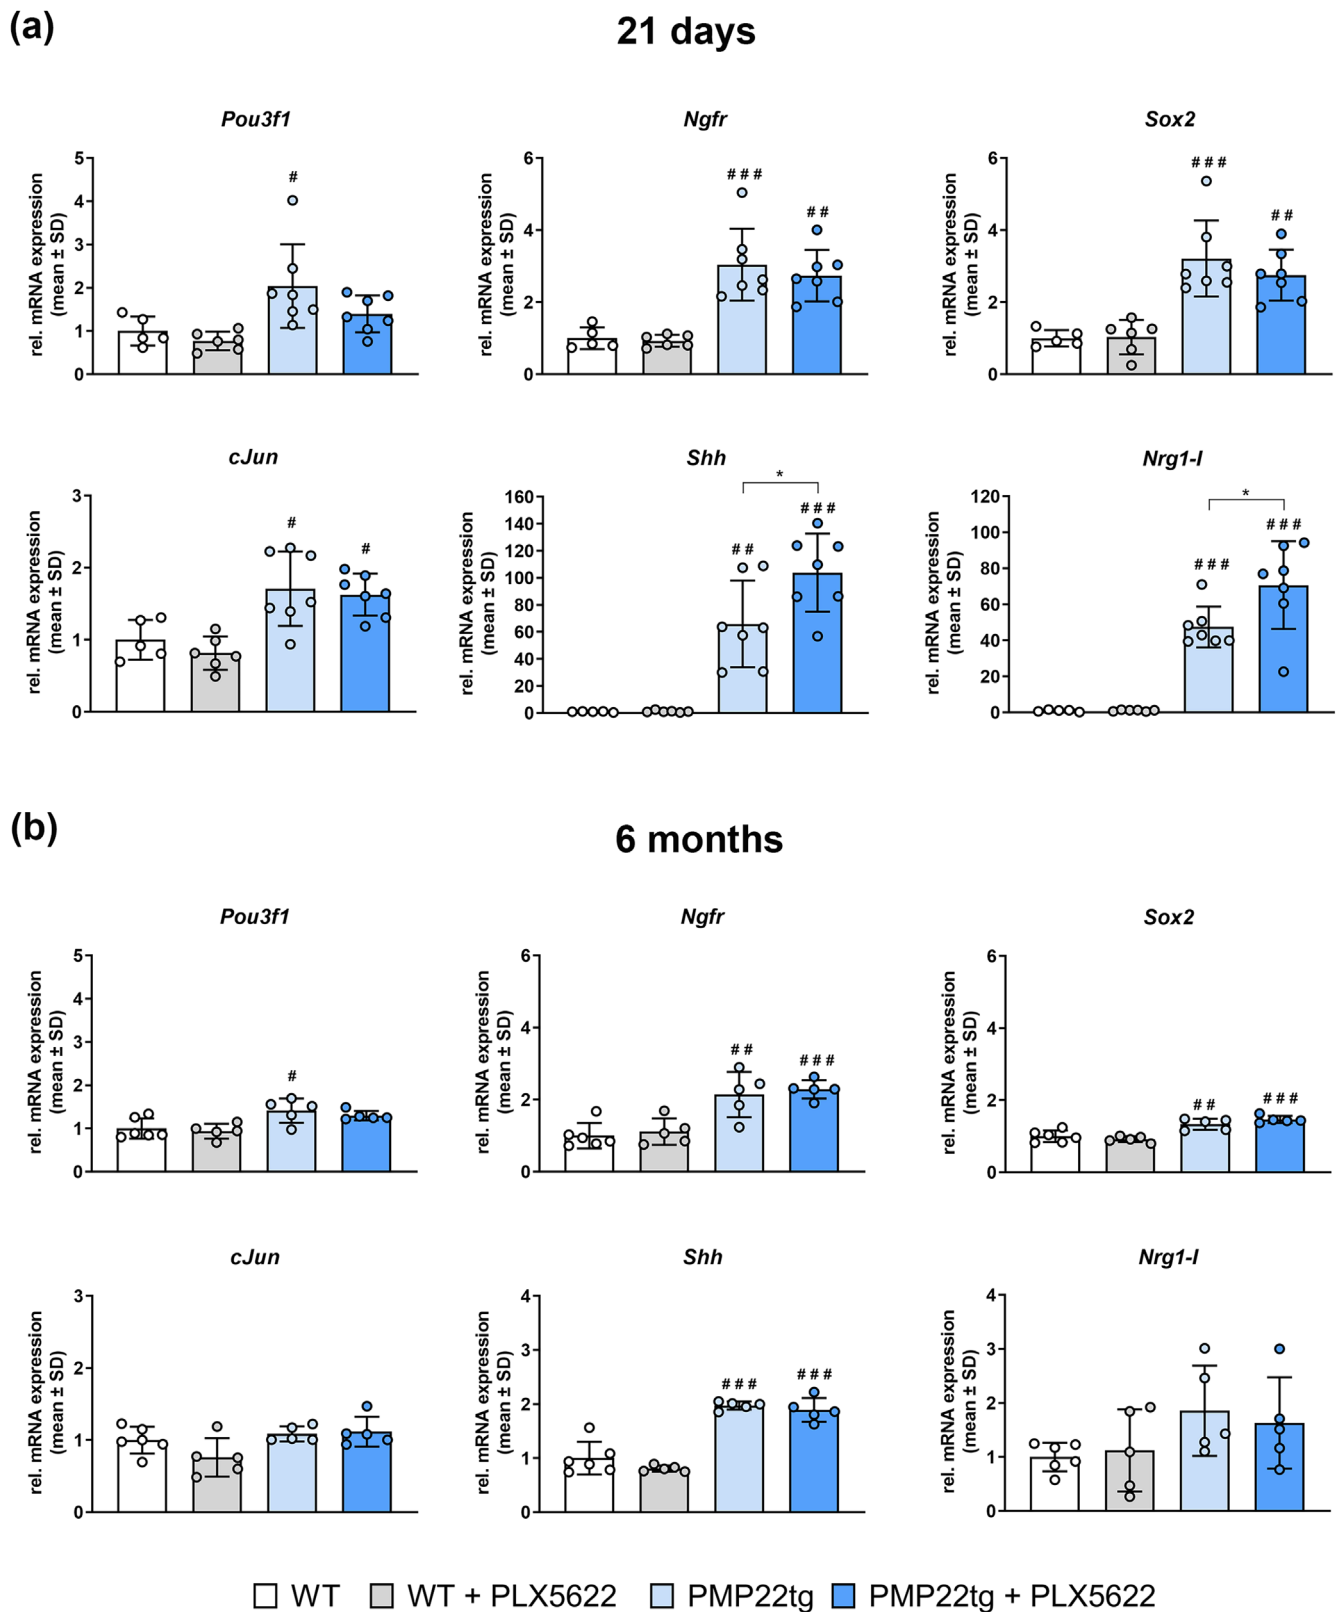 (a)
21 days
Pou3f1
Ngfr
Sox2
rel. mRNA expression
(mean ± SD)
5
4
3
2
1
0
#
rel. mRNA expression
(mean ± SD)
6
4
2
0
# # #
# #
rel. mRNA expression
(mean ± SD)
6
4
2
0
# # #
# #
cJun
Shh
Nrg1-I
rel. mRNA expression
(mean ± SD)
3
2
1
0
#
#
rel. mRNA expression
(mean ± SD)
160
140
120
100
80
60
40
20
0
*
# #
# # #
rel. mRNA expression
(mean ± SD)
120
100
80
60
40
20
0
*
# # #
# # #
(b)
6 months
Pou3f1
Ngfr
Sox2
rel. mRNA expression
(mean ± SD)
5
4
3
2
1
0
#
rel. mRNA expression
(mean ± SD)
6
4
2
0
# #
# # #
rel. mRNA expression
(mean ± SD)
6
4
2
0
# #
# # #
cJun
Shh
Nrg1-I
rel. mRNA expression
(mean ± SD)
3
2
1
0
rel. mRNA expression
(mean ± SD)
4
3
2
1
0
# # #
# # #
rel. mRNA expression
(mean ± SD)
4
3
2
1
0
WT WT + PLX5622 PMP22tg PMP22tg + PLX5622